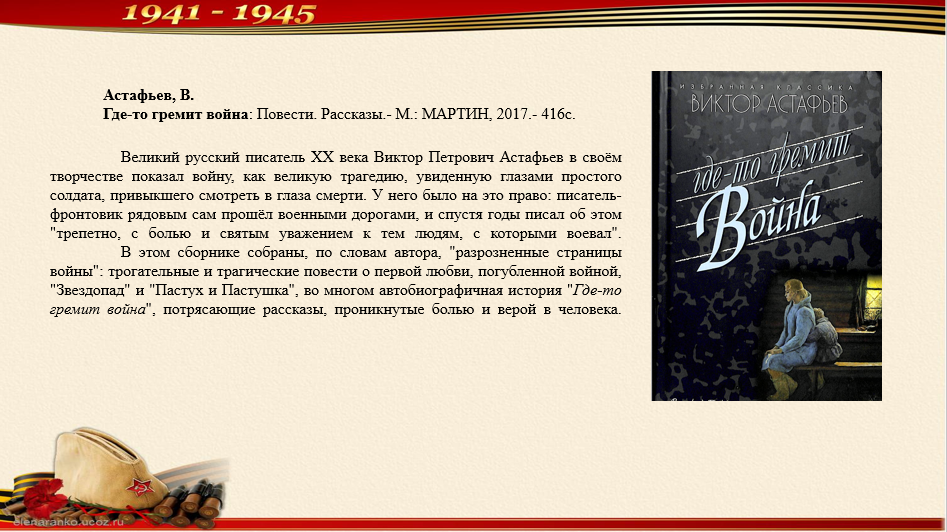 1941 - 1945
Астафьев, В.
Где-то гремит война: Повести. Рассказы.- М.: МАРТИН, 2017.- 416с.
Великий русский писатель XX века Виктор Петрович Астафьев в своём
творчестве показал войну, как великую трагедию, увиденную глазами простого
солдата, привыкшего смотреть в глаза смерти. У него было на это право: писатель-
фронтовик рядовым сам прошёл военными дорогами, и спустя годы писал об этом
"трепетно, с болью и святым уважением к тем людям, с которыми воевал".
В этом сборнике собраны, по словам автора, "разрозненные страницы
войны": трогательные и трагические повести о первой любви, погубленной войной,
"Звездопад" и "Пастух и Пастушка", во многом автобиографичная история "Где-то
гремит война", потрясающие рассказы, проникнутые болью и верой в человека.
ИЗБРАННАЯ КЛАССИКА
ВИКТОР АСТАФЬЕВ
где-то гремит
Война
elenaranko.ucoz.ru